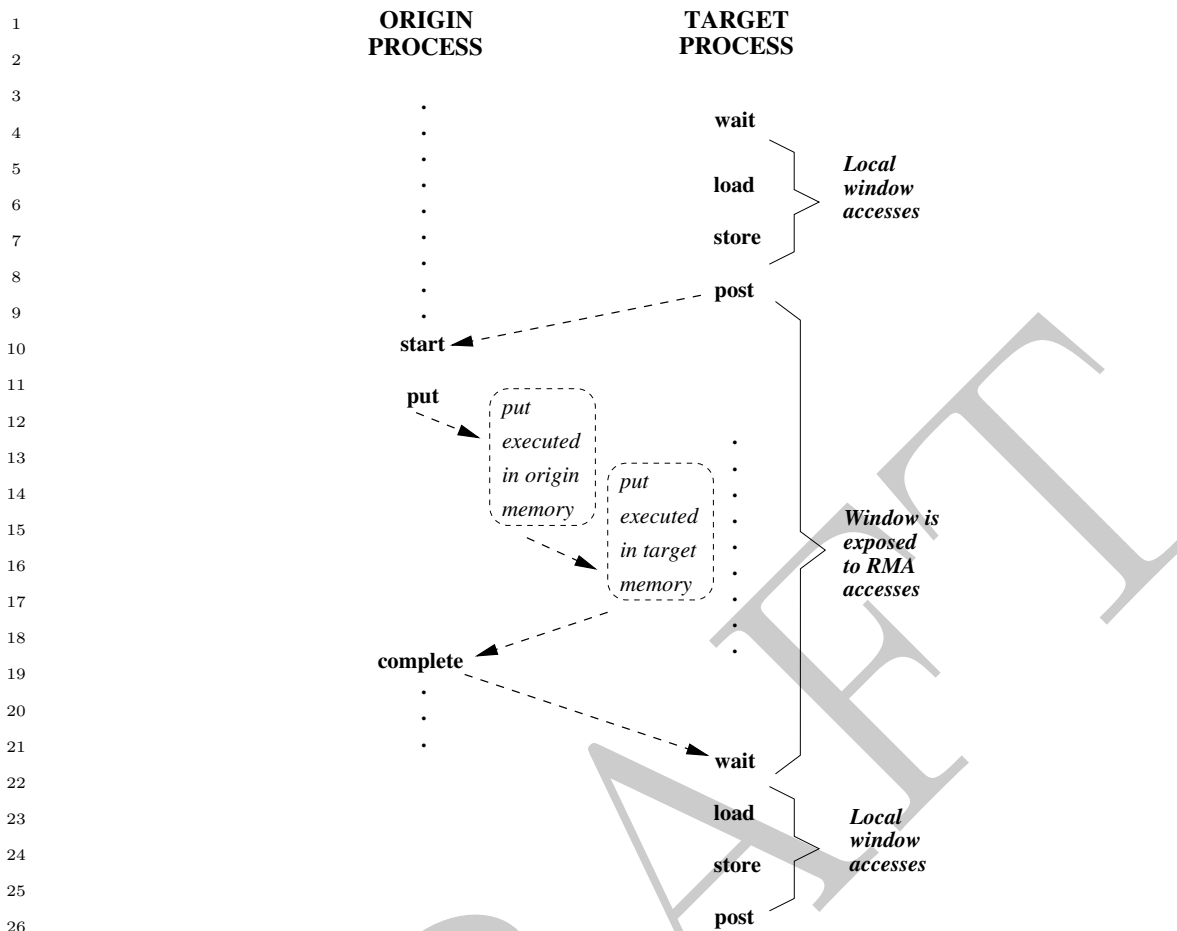 1
2
3
4
5
6
7
8
9
10
11
12
13
14
15
16
17
18
19
20
21
22
23
24
25
26
ORIGIN
PROCESS
TARGET
PROCESS
wait
load
store
Local
window
accesses
post
start
put
put
executed
in origin
memory
put
executed
in target
memory
Window is
exposed
to RMA
accesses
complete
wait
load
store
Local
window
accesses
post
DRAFT